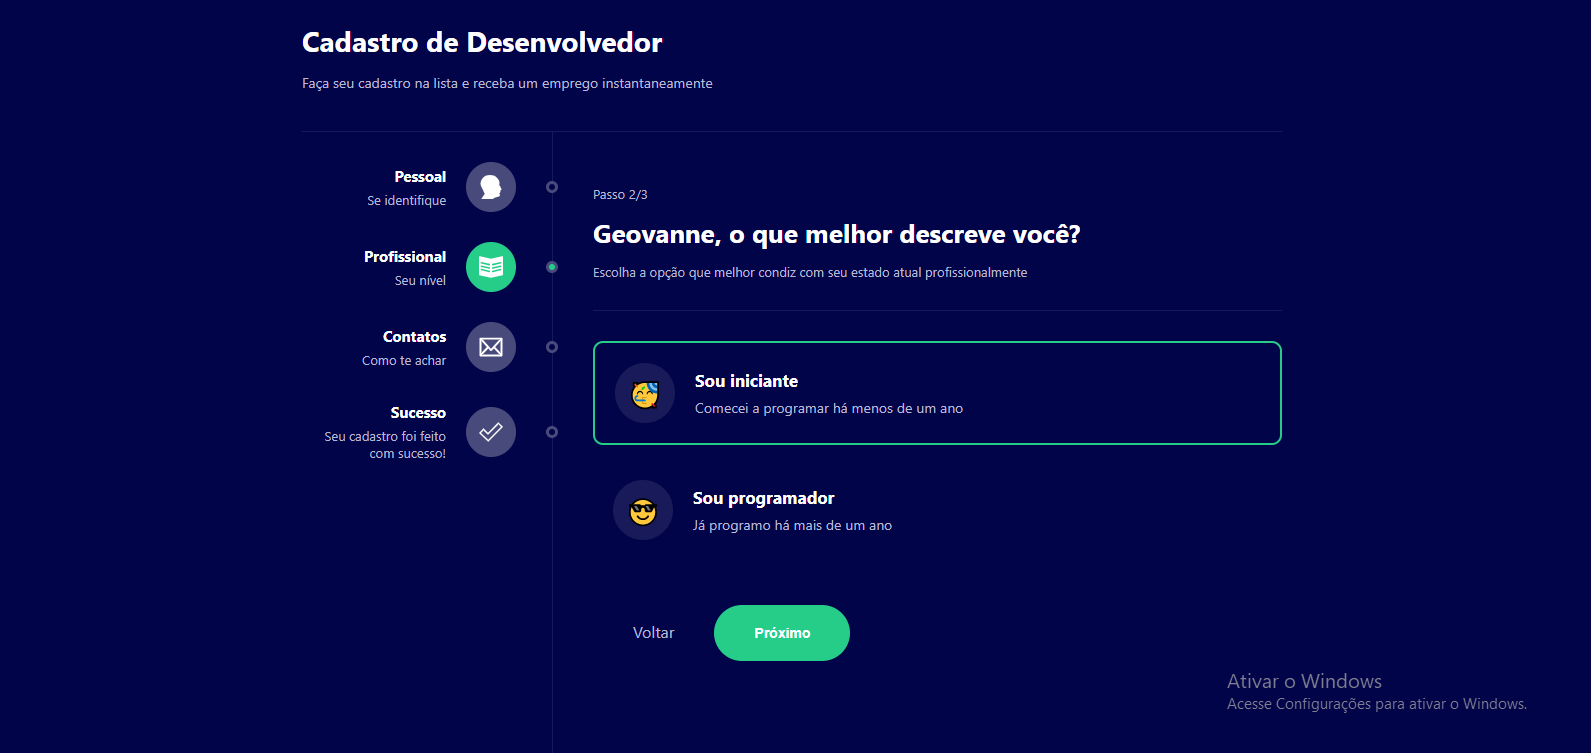 Cadastro de Desenvolvedor
Faça seu cadastro na lista e receba um emprego instantaneamente
Pessoal
Se identifique
Profissional
Seu nível
Contatos
Como te achar
Sucesso
Seu cadastro foi feito
com sucesso!
Passo 2/3
Geovanne, o que melhor descreve você?
Escolha a opção que melhor condiz com seu estado atual profissionalmente
Sou iniciante
Comecei a programar há menos de um ano
Sou programador
Já programo há mais de um ano
Voltar
Próximo
Ativar o Windows
Acesse Configurações para ativar o Windows.